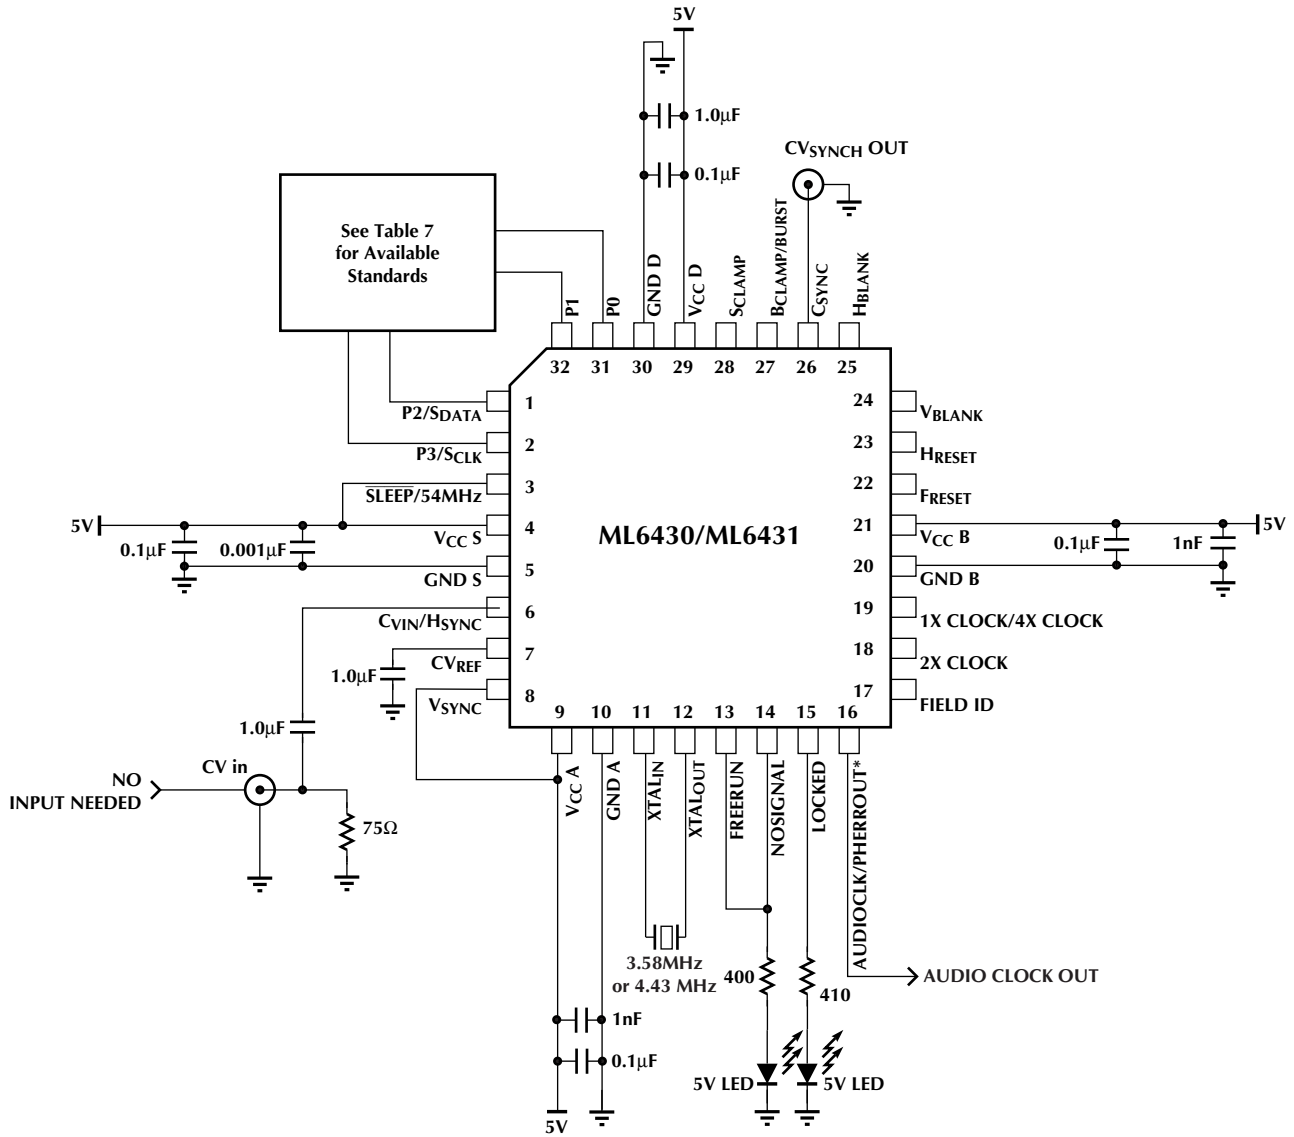 5V
1.0µF
0.1µF
CVSYNCH OUT
See Table 7
for Available
Standards
P1
P0
GND D
VCC D
SCLAMP
BCLAMP/BURST
CSYNC
HBLANK
32
31
30
29
28
27
26
25
1
P2/SDATA
2
P3/SCLK
3
SLEEP/54MHz
5V
4
VCC S
0.1µF
0.001µF
5
GND S
6
CVIN/HSYNC
7
CVREF
1.0µF
8
VSYNC
ML6430/ML6431
24
VBLANK
23
HRESET
22
FRESET
21
VCC B
5V
0.1µF
1nF
20
GND B
19
1X CLOCK/4X CLOCK
18
2X CLOCK
17
FIELD ID
1.0µF
CV in
NO
INPUT NEEDED
75Ω
9
10
11
12
13
14
15
16
VCC A
GND A
XTALIN
XTALOUT
FREERUN
NOSIGNAL
LOCKED
AUDIOCLK/PHERROUT*
3.58MHz
or 4.43 MHz
400
410
AUDIO CLOCK OUT
1nF
0.1µF
5V LED
5V LED
5V